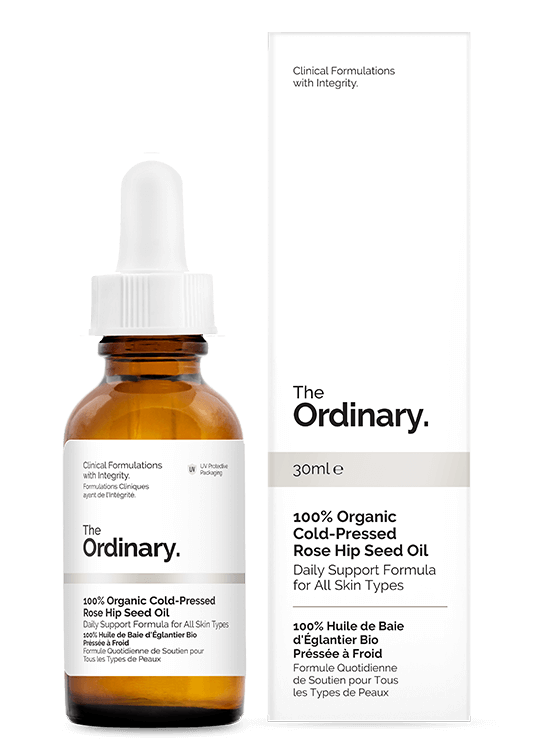 Clinical Formulations
with Integrity.
Formulations Cliniques
ayant de l'integrité.
UV
UV Protective
Packaging
The
Ordinary.
100% Organic Cold-Pressed
Rose Hip Seed Oil
Daily Support Formula for All Skin Types
100% Huile de Baie d'Églantier Bio
Préssée à Froid
Formule Quotidienne de Soutien pour
Tous les Types de Peaux
Clinical Formulations
with Integrity.
The
Ordinary.
30ml ℮
100% Organic
Cold-Pressed
Rose Hip Seed Oil
Daily Support Formula
for All Skin Types
100% Huile de Baie
d'Églantier Bio
Préssée à Froid
Formule Quotidienne
de Soutien pour Tous
les Types de Peaux